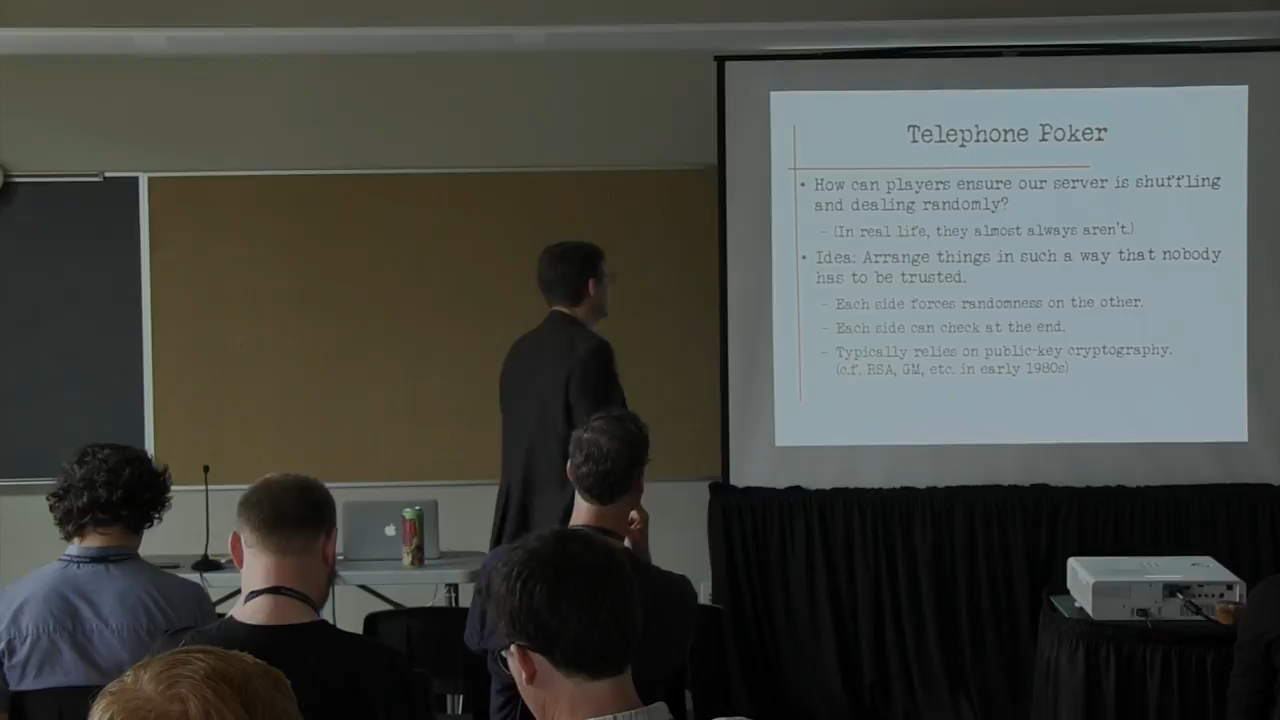 Telephone Poker
• How can players ensure our server is shuffling
and dealing randomly?
– (In real life, they almost always aren't.)
• Idea: Arrange things in such a way that nobody
has to be trusted.
– Each side forces randomness on the other.
– Each side can check at the end.
– Typically relies on public-key cryptography.
(c.f. RSA, GM, etc. in early 1980s)